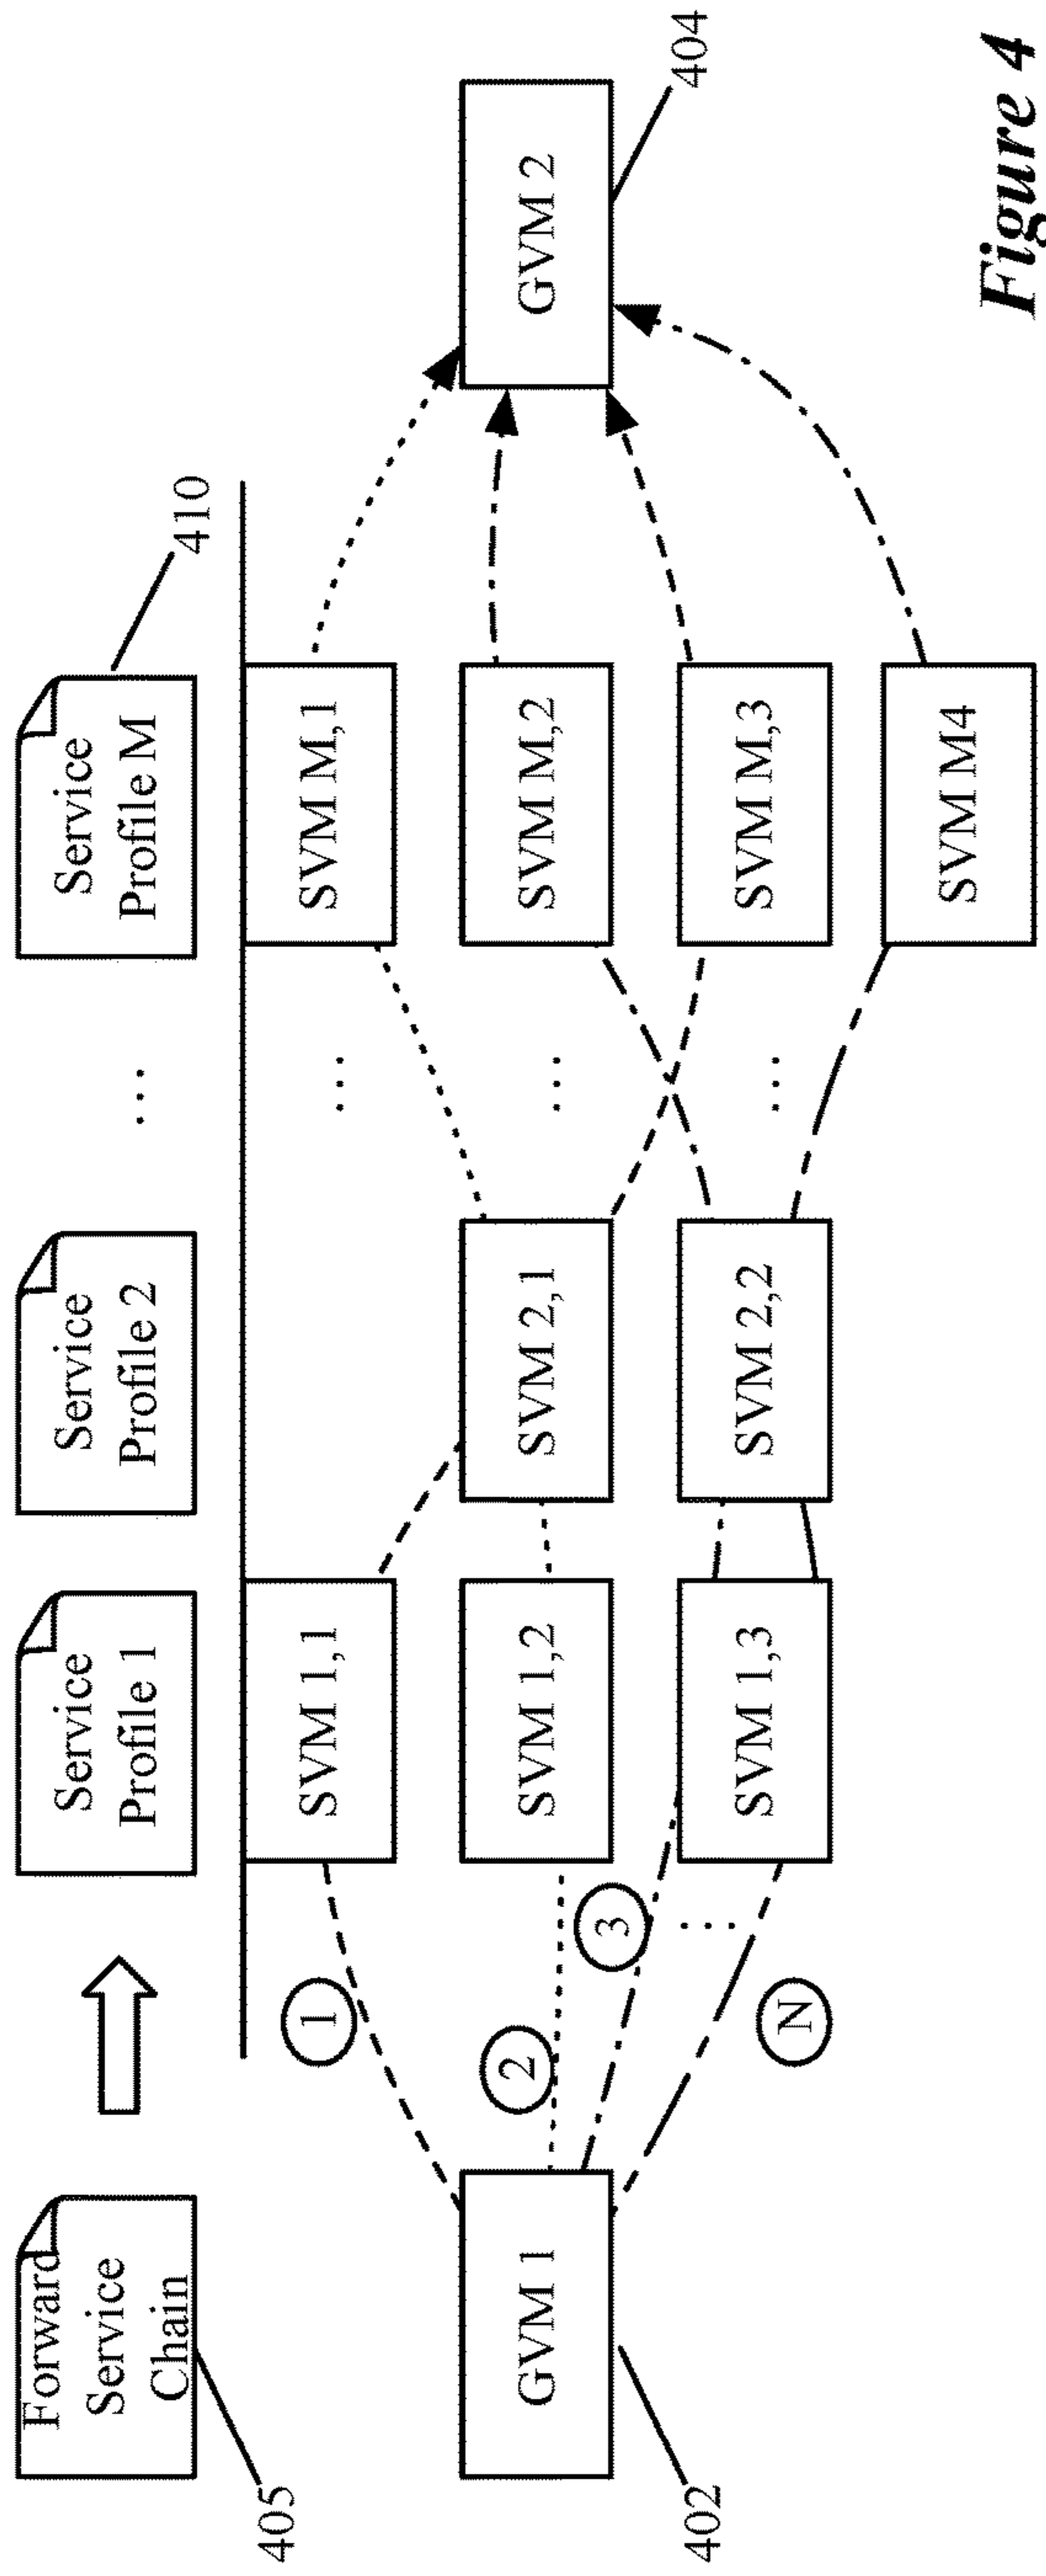 Forward
Service
Chain
405
Service
Profile 1
Service
Profile 2
...
Service
Profile M
410
SVM 1,1
SVM 1,2
SVM 1,3
SVM 2,1
SVM 2,2
...
...
...
SVM M,1
SVM M,2
SVM M,3
SVM M4
1
2
3
...
N
GVM 1
402
GVM 2
404
Figure 4